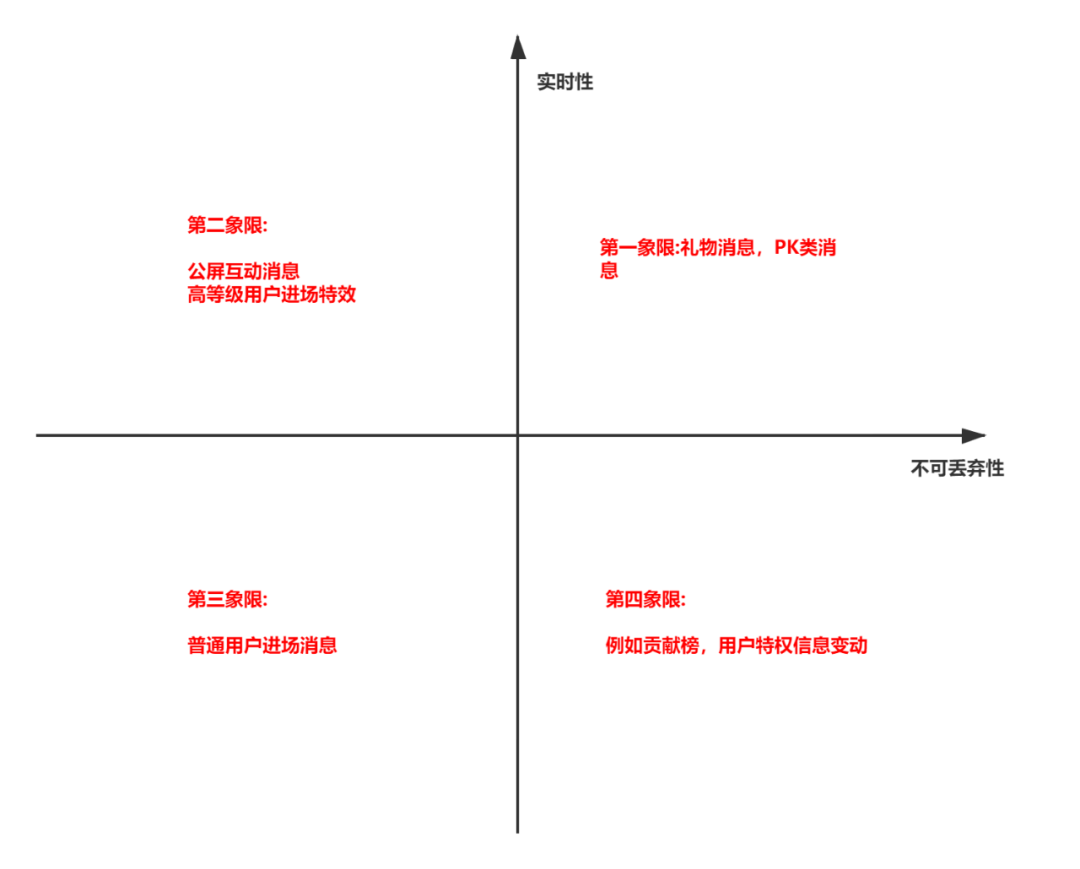 实时性
第二象限:
公屏互动消息
高等级用户进场特效
第一象限:礼物消息，PK类消
息
不可丢弃性
第三象限:
普通用户进场消息
第四象限:
例如贡献榜，用户特权信息变动